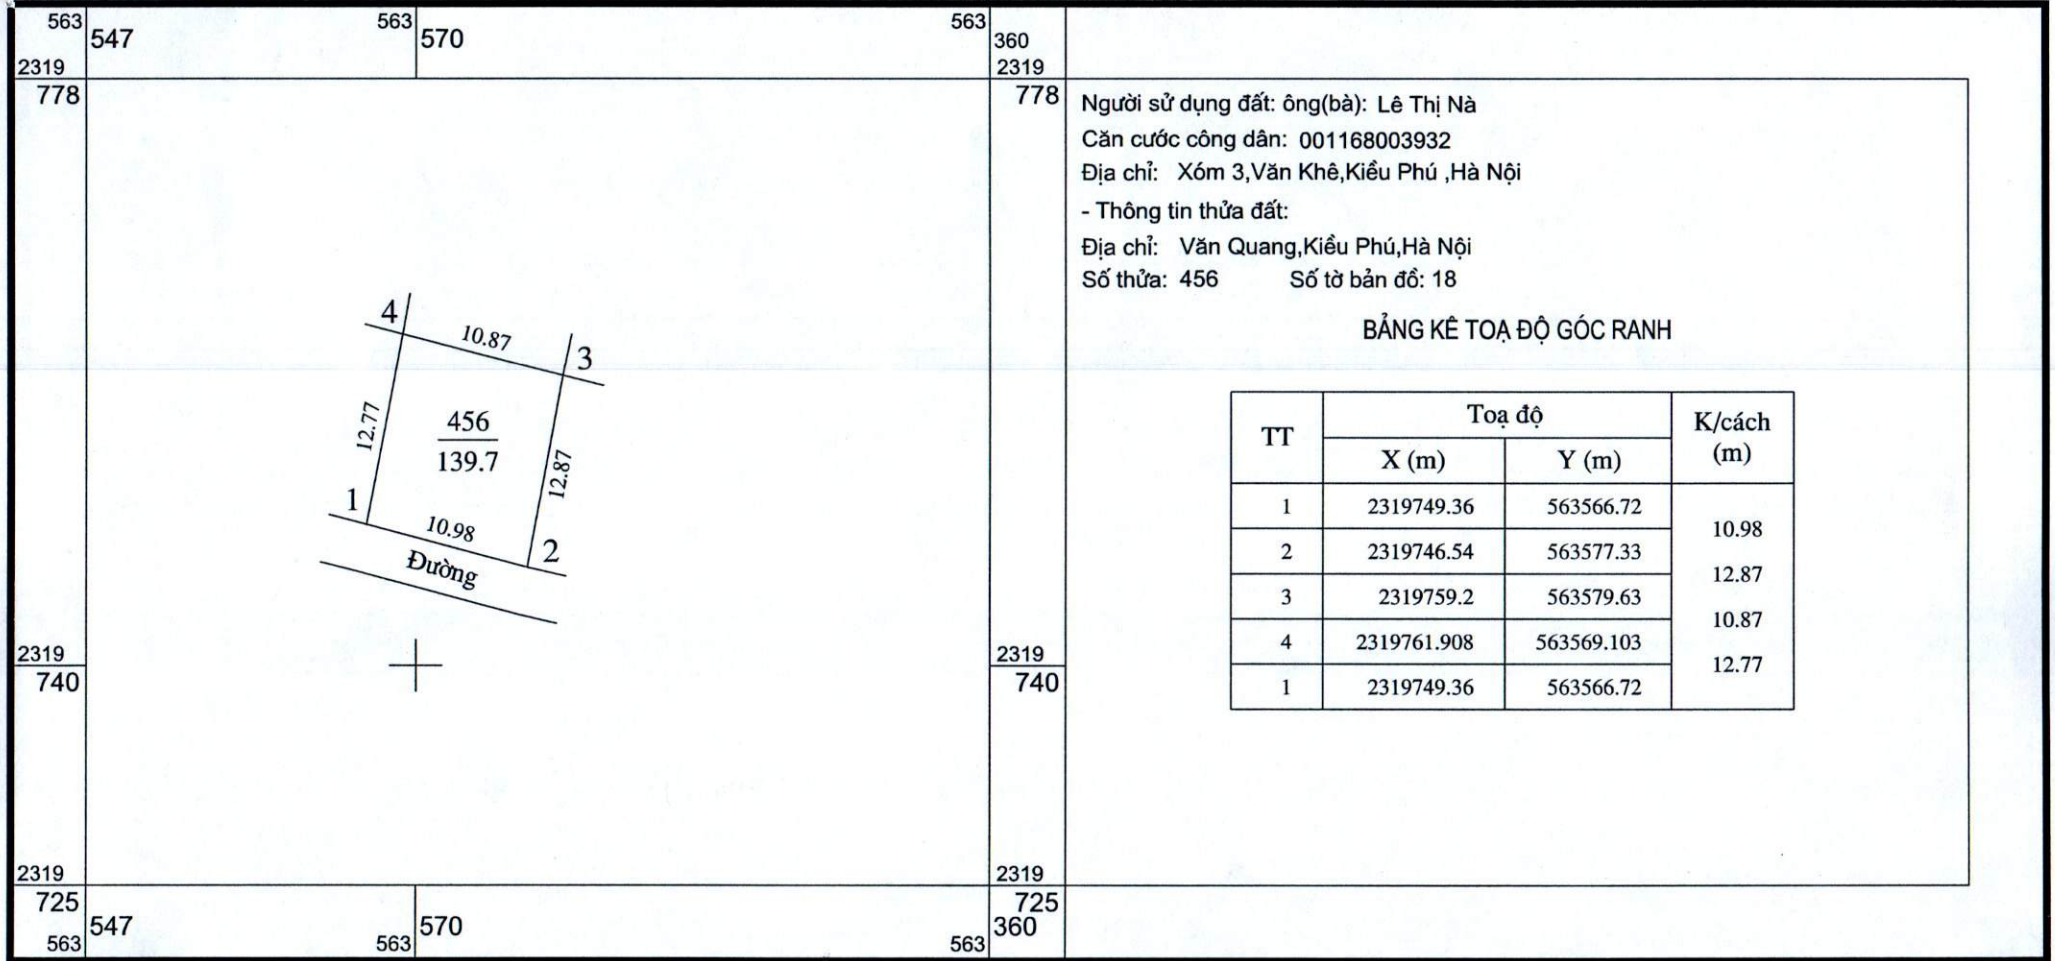 563 563 563
547 570 360
2319 2319
778 778
Người sử dụng đất: ông(bà): Lê Thị Nà
Căn cước công dân: 001168003932
Địa chỉ: Xóm 3,Văn Khê,Kiều Phú ,Hà Nội
- Thông tin thửa đất:
Địa chỉ: Văn Quang,Kiều Phú,Hà Nội
Số thửa: 456 Số tờ bản đồ: 18
BẢNG KÊ TOẠ ĐỘ GÓC RANH
TT Toạ độ K/cách
X (m) Y (m) (m)
1 2319749.36 563566.72
10.98
2 2319746.54 563577.33
12.87
3 2319759.2 563579.63
10.87
4 2319761.908 563569.103
12.77
1 2319749.36 563566.72
4
10.87
3
12.77
456
139.7
12.87
1
10.98
2
Đường
2319 2319
740 740
2319 2319
725 725
547 570 360
563 563 563